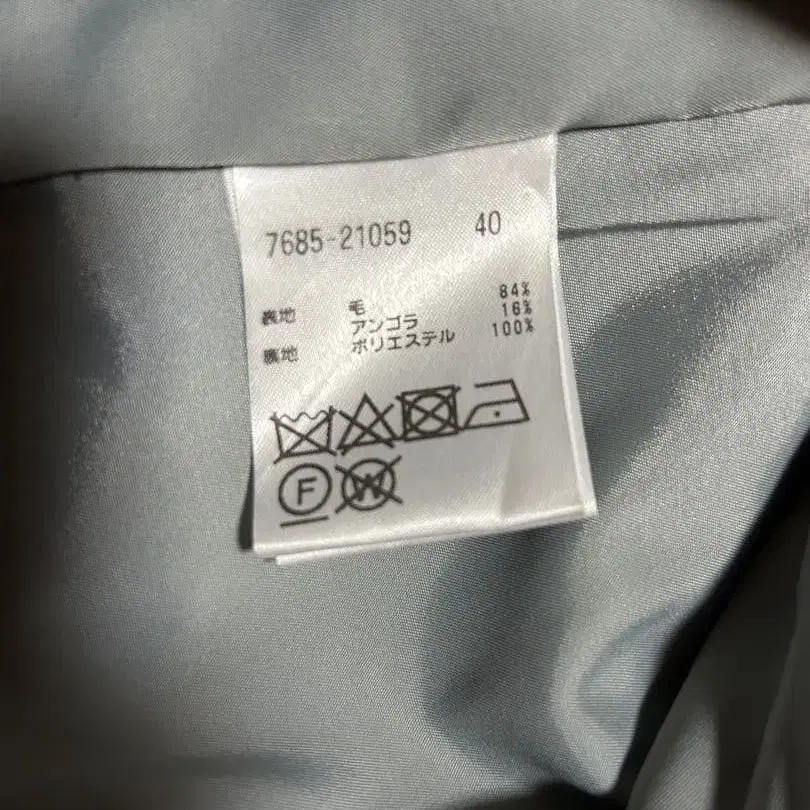 7685-21059 40
表地 毛 84%
アンゴラ 16%
裏地 ポリエステル 100%
F W